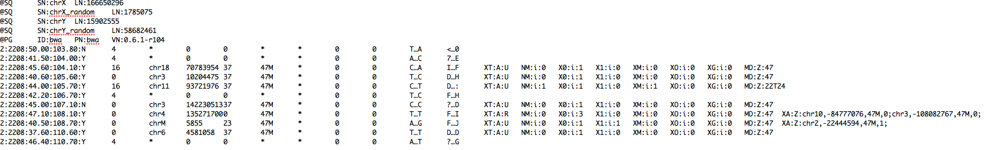 @SQ SN:chrX LN:166650296
@SQ SN:chrX_random LN:1785075
@SQ SN:chrY LN:15902555
@SQ SN:chrY_random LN:58682461
@PG ID:bwa PN:bwa VN:0.6.1-r104
2:2208:50.00:103.80:N 4 * 0 0 * * 0 0 T…A <…0
2:2208:41.50:104.00:Y 4 * 0 0 * * 0 0 A…C 7…E
2:2208:45.60:104.10:Y 16 chr18 70783954 37 47M * 0 0 C…A I…F XT:A:U NM:i:0 X0:i:1 X1:i:0 XM:i:0 XO:i:0 XG:i:0 MD:Z:47
2:2208:40.60:105.60:Y 0 chr3 10204475 37 47M * 0 0 T…C D…H XT:A:U NM:i:0 X0:i:1 X1:i:0 XM:i:0 XO:i:0 XG:i:0 MD:Z:47
2:2208:44.00:105.70:Y 16 chr11 93721976 37 47M * 0 0 C…T D…: XT:A:U NM:i:1 X0:i:1 X1:i:0 XM:i:1 XO:i:0 XG:i:0 MD:Z:22T24
2:2208:42.20:106.70:Y 4 * 0 0 * * 0 0 T…C F…H
2:2208:45.00:107.10:N 0 chr3 14223051337 47M * 0 0 C…C ?…D XT:A:U NM:i:0 X0:i:1 X1:i:0 XM:i:0 XO:i:0 XG:i:0 MD:Z:47
2:2208:47.10:108.10:Y 0 chr4 1352717000 47M * 0 0 T…T F…I XT:A:R NM:i:0 X0:i:3 X1:i:0 XM:i:0 XO:i:0 XG:i:0 MD:Z:47 XA:Z:chr10,-84777076,47M,0;chr3,-108082767,47M,0;
2:2208:40.50:108.70:Y 0 chrM 5855 23 47M * 0 0 A…G F…J XT:A:U NM:i:0 X0:i:1 X1:i:1 XM:i:0 XO:i:0 XG:i:0 MD:Z:47 XA:Z:chr2,-22444594,47M,1;
2:2208:37.60:110.60:Y 0 chr6 4581058 37 47M * 0 0 T…T D…D XT:A:U NM:i:0 X0:i:1 X1:i:0 XM:i:0 XO:i:0 XG:i:0 MD:Z:47
2:2208:46.40:110.70:Y 4 * 0 0 * * 0 0 A…T ?…G